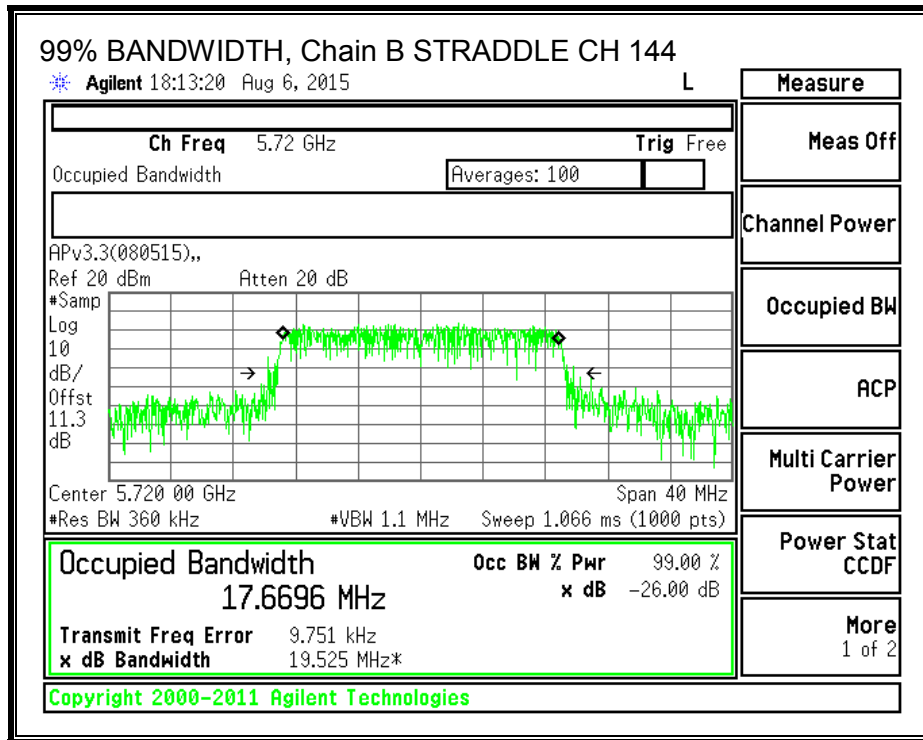 99% BANDWIDTH, Chain B STRADDLE CH 144
Agilent 18:13:20 Aug 6, 2015 L
Measure
Ch Freq 5.72 GHz Trig Free
Meas Off
Occupied Bandwidth Averages: 100
Channel Power
APv3.3(080515),,
Ref 20 dBm Atten 20 dB
#Samp
Log
10
dB/
Offst
11.3
dB
Occupied BW
ACP
Center 5.720 00 GHz Span 40 MHz
#Res BW 360 kHz #VBW 1.1 MHz Sweep 1.066 ms (1000 pts)
Multi Carrier
Power
Occupied Bandwidth
17.6696 MHz
Occ BW % Pwr 99.00 %
x dB -26.00 dB
Transmit Freq Error 9.751 kHz
x dB Bandwidth 19.525 MHz*
Power Stat
CCDF
More
1 of 2
Copyright 2000-2011 Agilent Technologies